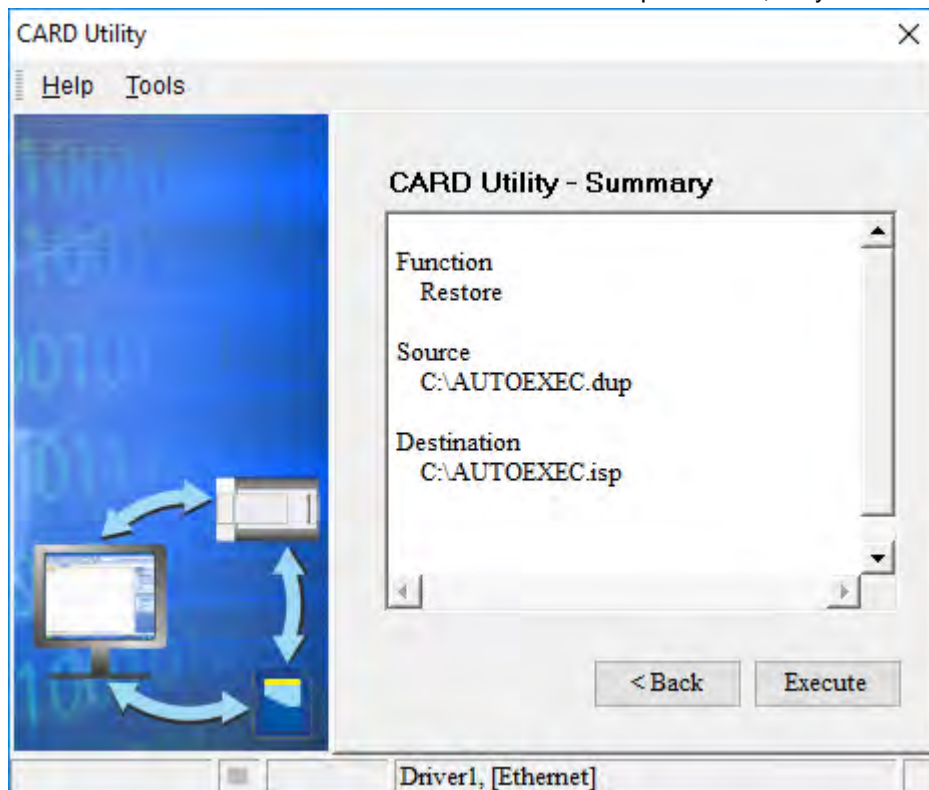 CARD Utility
Help Tools
CARD Utility - Summary
Function
Restore
Source
C:\AUTOEXEC.dup
Destination
C:\AUTOEXEC.isp
< Back Execute
Driver1, [Ethernet]